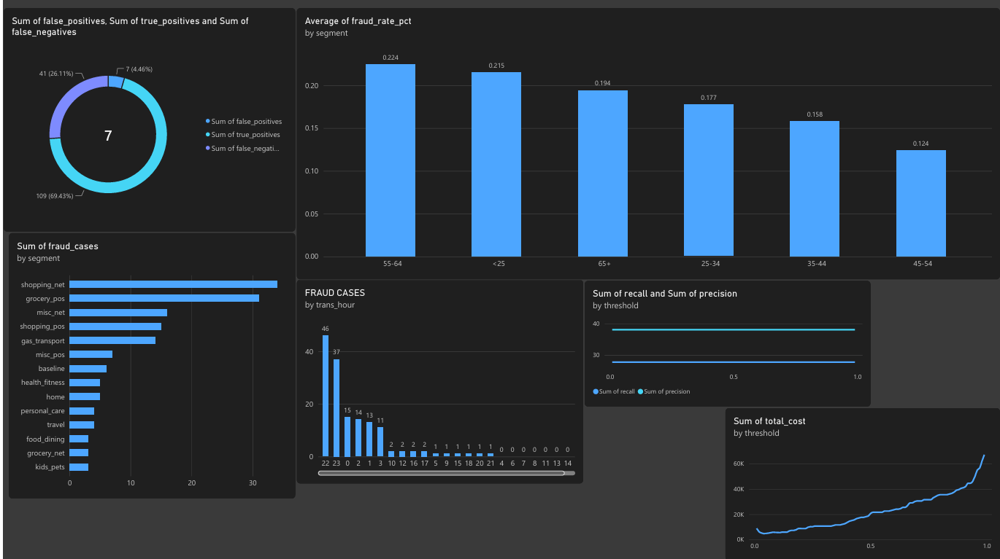 Sum of false_positives, Sum of true_positives and Sum of
false_negatives
41 (26.11%)
7 (4.46%)
7
109 (69.43%)
Sum of false_positives
Sum of true_positives
Sum of false_negati...
Average of fraud_rate_pct
by segment
0.20
0.15
0.10
0.05
0.00
0.224
0.215
0.194
0.177
0.158
0.124
55-64
<25
65+
25-34
35-44
45-54
Sum of fraud_cases
by segment
shopping_net
grocery_pos
misc_net
shopping_pos
gas_transport
misc_pos
baseline
health_fitness
home
personal_care
travel
food_dining
grocery_net
kids_pets
0 10 20 30
FRAUD CASES
by trans_hour
40
20
0
46 37 15 14 13 11 2 2 2 2 1 1 1 1 1 1 0 0 0 0 0 0 0
22 23 0 2 1 3 10 12 16 17 5 9 15 18 20 21 4 6 7 8 11 13 14
Sum of recall and Sum of precision
by threshold
40
30
0.0 0.5 1.0
Sum of recall Sum of precision
Sum of total_cost
by threshold
60K
40K
20K
0K
0.0 0.5 1.0